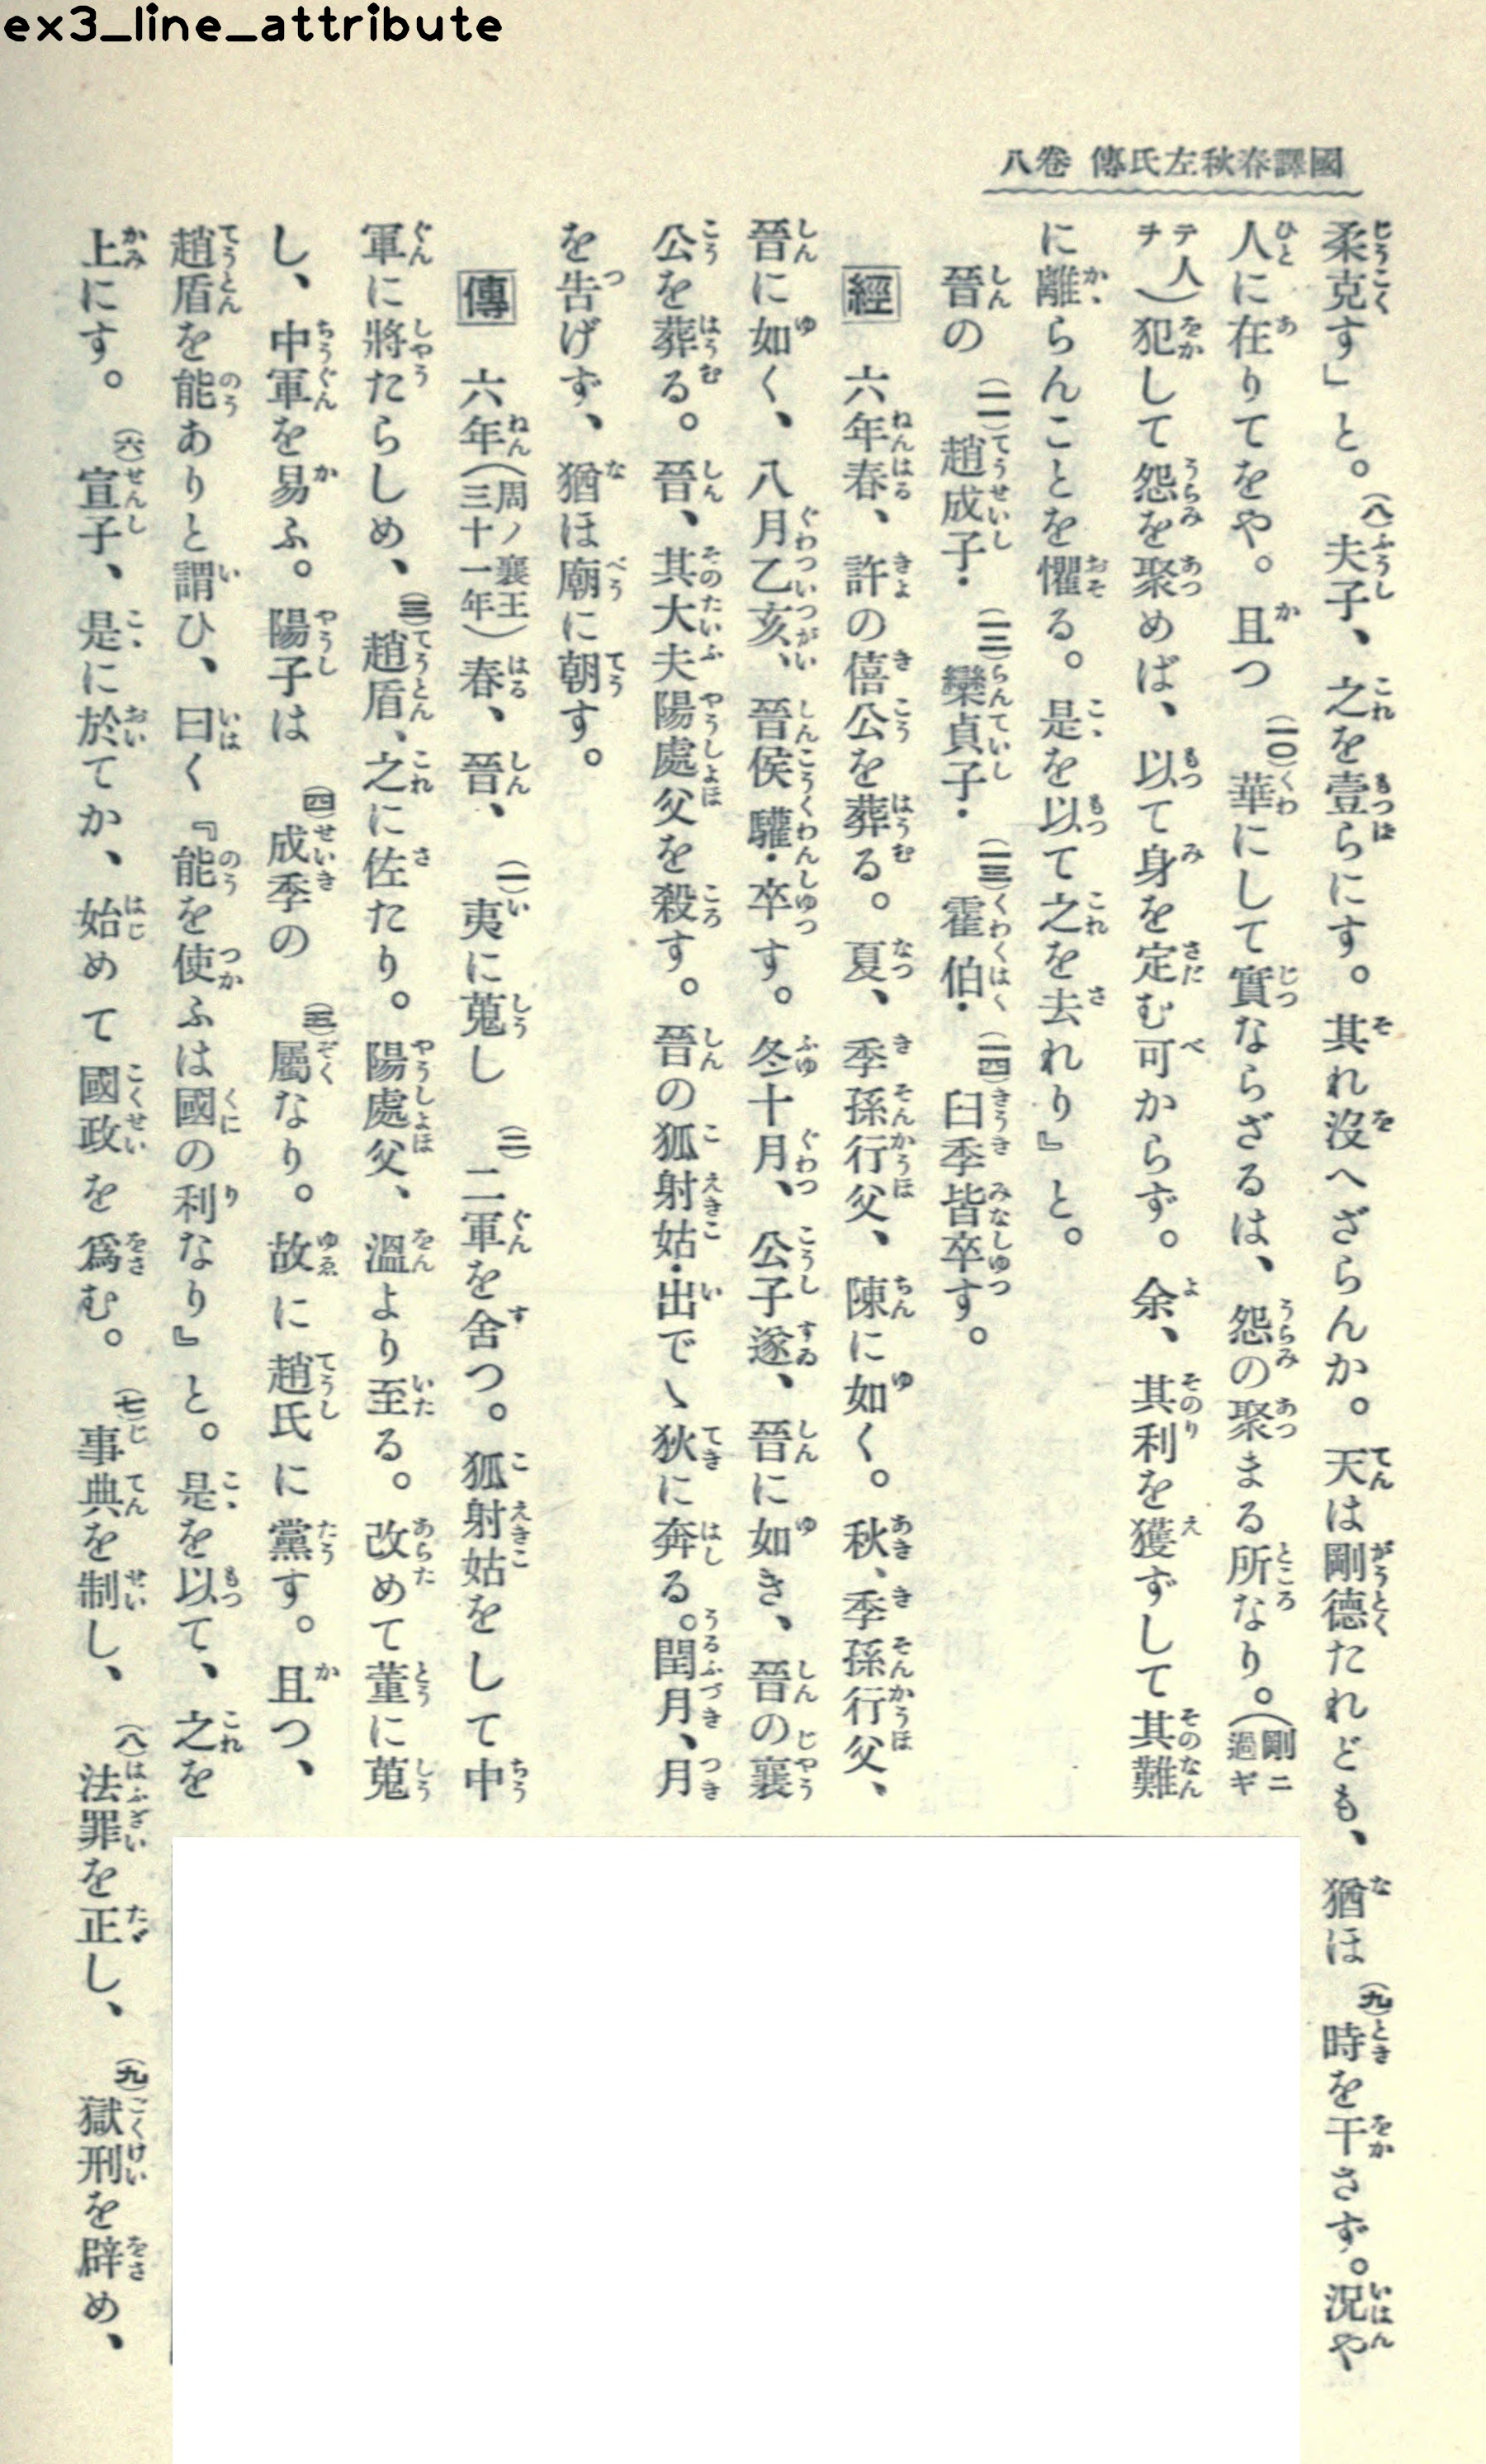 ex3_line_attribute
國譯春秋左氏傳 卷八
柔克す」と。(八)夫子、之を壹らにす。其れ沒へざらんか。天は剛德たれども、猶ほ(九)時を干さず。況や
人に在りてをや。且つ(一〇)華にして實ならざるは、怨の聚まる所なり。(剛ニ過ギ
テ人チ)犯して怨を聚めば、以て身を定む可からず。余、其利を獲ずして其難
に離らんことを懼る。是を以て之を去れり』と。
晉の(一一)趙成子・(一二)欒貞子・(一三)霍伯・(一四)臼季皆卒す。
經 六年春、許の僖公を葬る。夏、季孫行父、陳に如く。秋、季孫行父、
晉に如く、八月乙亥、晉侯驩・卒す。冬十月、公子遂、晉に如き、晉の襄
公を葬る。晉、其大夫陽處父を殺す。晉の狐射姑・出でゝ狄に奔る。閏月、月
を告げず、猶ほ廟に朝す。
傳 六年(周ノ襄王三十一年)春、晉、(一)夷に蒐し(二)二軍を舍つ。狐射姑をして中
軍に將たらしめ、(三)趙盾、之に佐たり。陽處父、溫より至る。改めて董に蒐
し、中軍を易ふ。陽子は(四)成季の(五)屬なり。故に趙氏に黨す。且つ、
趙盾を能ありと謂ひ、曰く『能を使ふは國の利なり』と。是を以て、之を
上にす。(六)宣子、是に於てか、始めて國政を爲む。(七)事典を制し、(八)法罪を正し、(九)獄刑を辟め、